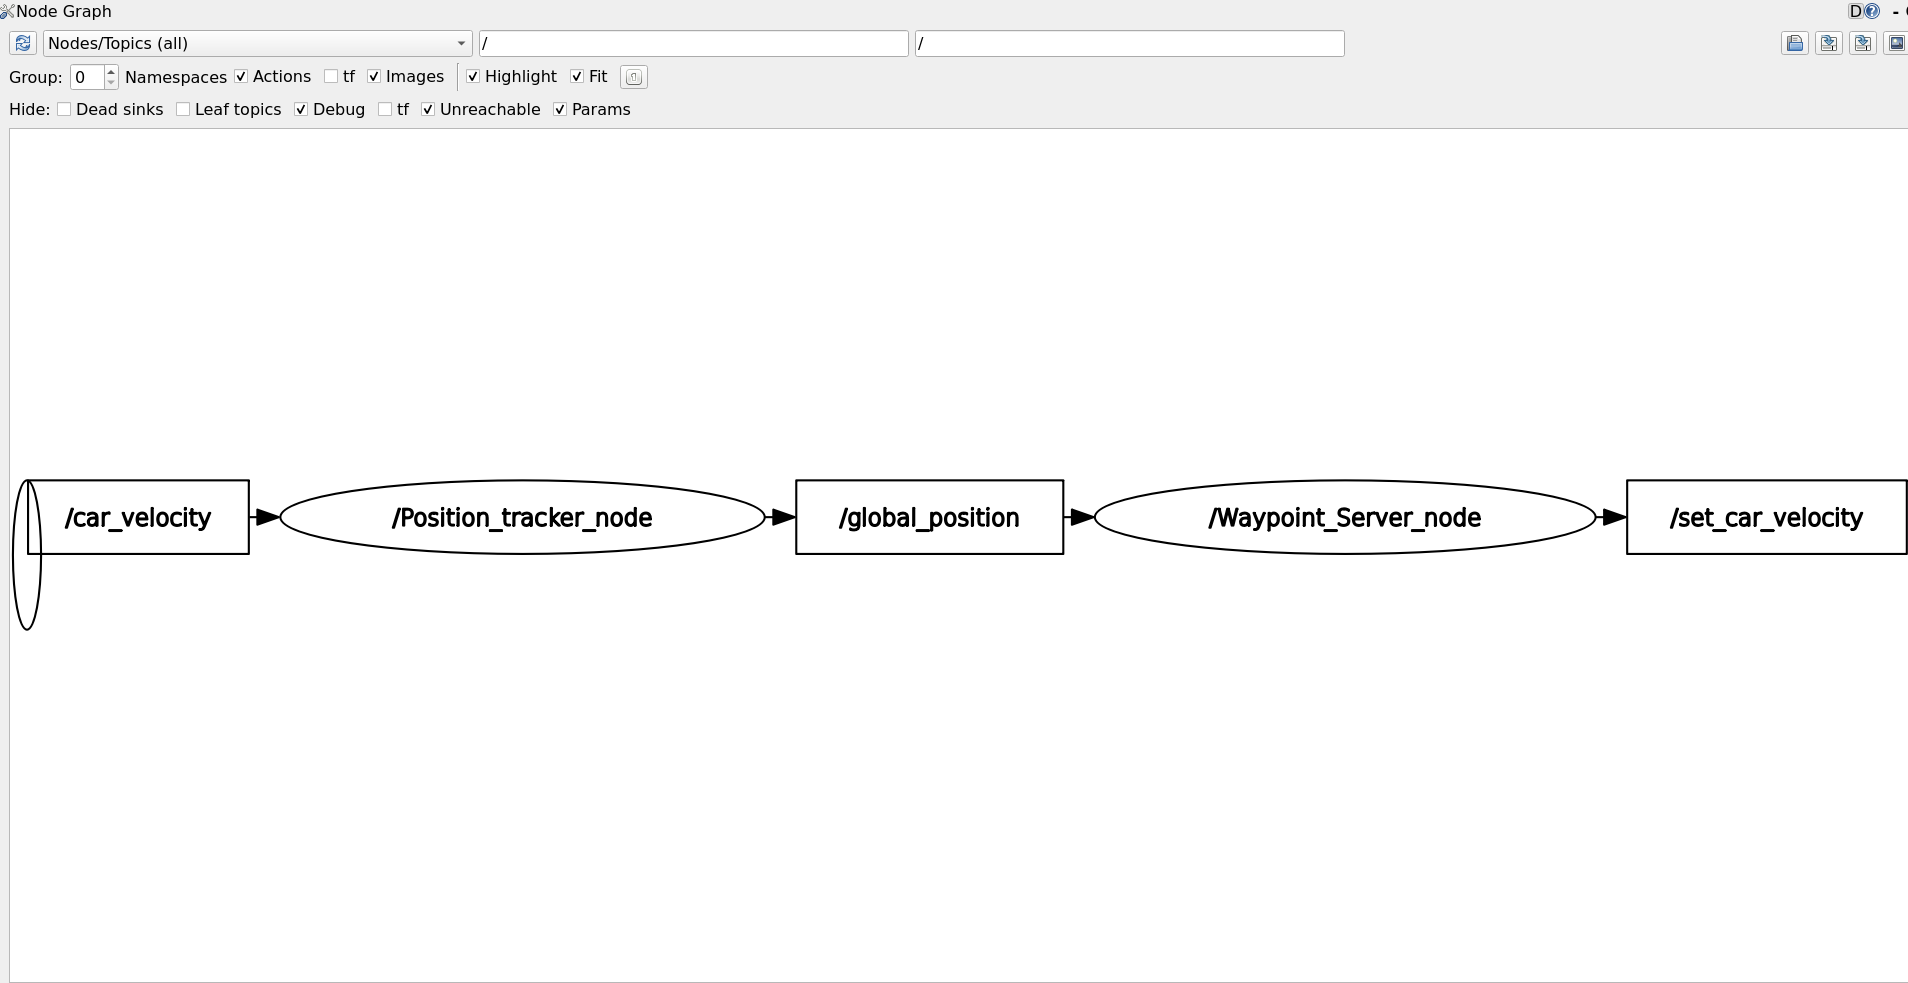 Node Graph D ? -
Nodes/Topics (all) / /
Group: 0 Namespaces Actions tf Images Highlight Fit
Hide: Dead sinks Leaf topics Debug tf Unreachable Params
/car_velocity /Position_tracker_node /global_position /Waypoint_Server_node /set_car_velocity